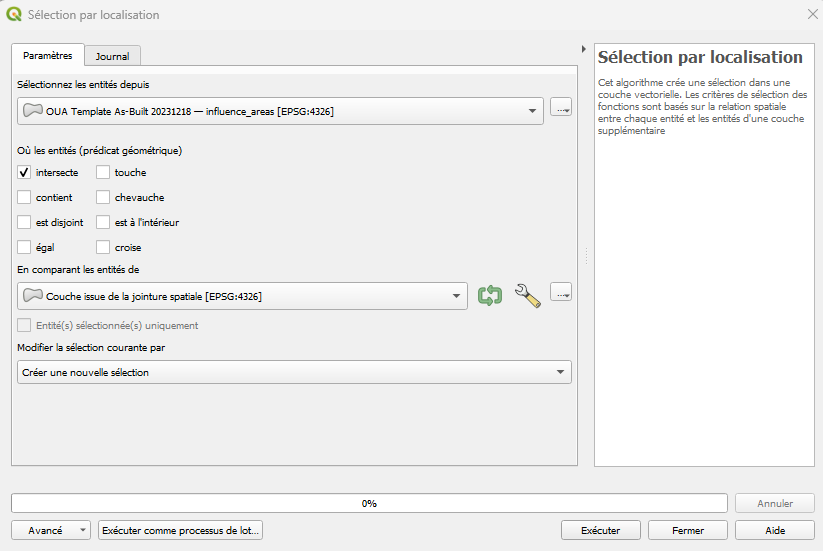 Sélection par localisation
Paramètres
Journal
Sélectionnez les entités depuis
OUA Template As-Built 20231218 — influence_areas [EPSG:4326]
...
Où les entités (prédicat géométrique)
intersecte
touche
contient
chevauche
est disjoint
est à l'intérieur
égal
croise
En comparant les entités de
Couche issue de la jointure spatiale [EPSG:4326]
...
Entité(s) sélectionnée(s) uniquement
Modifier la sélection courante par
Créer une nouvelle sélection
Sélection par localisation
Cet algorithme crée une sélection dans une
couche vectorielle. Les critères de sélection des
fonctions sont basés sur la relation spatiale
entre chaque entité et les entités d'une couche
supplémentaire
0%
Annuler
Avancé
Exécuter comme processus de lot...
Exécuter
Fermer
Aide